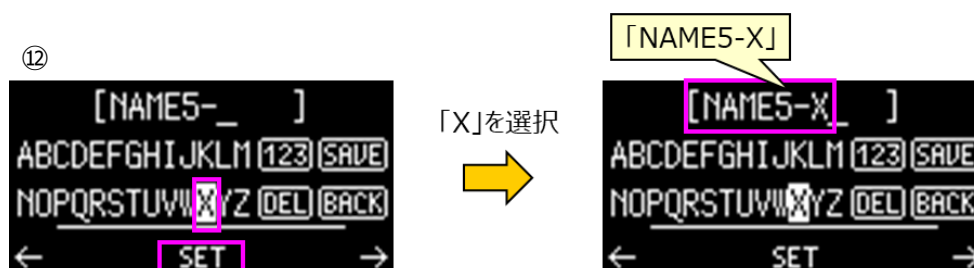 ⑫
[NAME5-_ ]
ABCDEFGHIJKLM 123 SAVE
NOPQRSTUVWXYZ DEL BACK
← SET →
「X」を選択
「NAME5-X」
[NAME5-X_ ]
ABCDEFGHIJKLM 123 SAVE
NOPQRSTUVWXYZ DEL BACK
← SET →